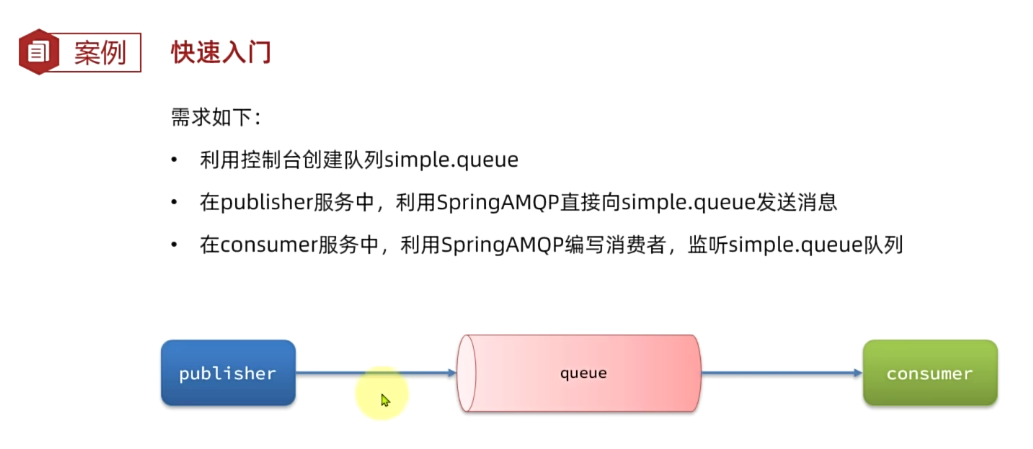 案例
快速入门
需求如下：
• 利用控制台创建队列simple.queue
• 在publisher服务中，利用SpringAMQP直接向simple.queue发送消息
• 在consumer服务中，利用SpringAMQP编写消费者，监听simple.queue队列
publisher
queue
consumer